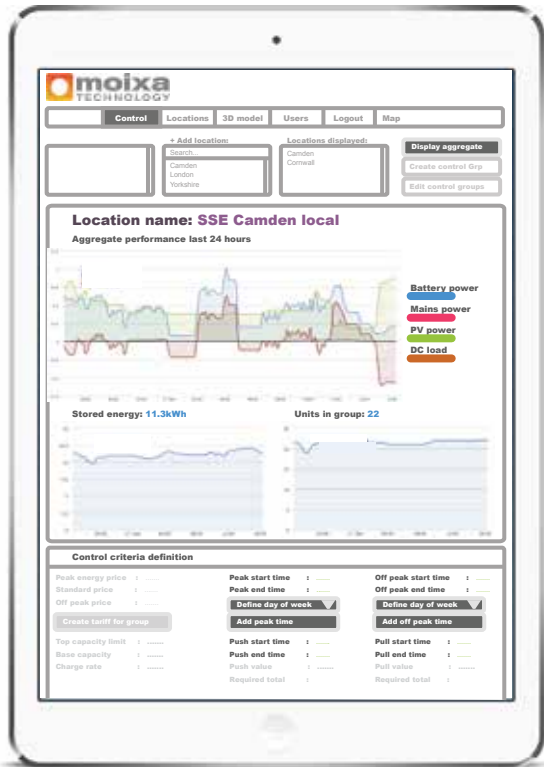 moixa
TECHNOLOGY
Control Locations 3D model Users Logout Map
+ Add location: Locations displayed:
Search... Camden
Camden Cornwall
London
Yorkshire
Display aggregate
Create control Grp
Edit control groups
Location name: SSE Camden local
Aggregate performance last 24 hours
Battery power
Mains power
PV power
DC load
Stored energy: 11.3kWh Units in group: 22
Control criteria definition
Peak energy price : Peak start time : Off peak start time :
Standard price : Peak end time : Off peak end time :
Off peak price : Define day of week Define day of week
Create tariff for group Add peak time Add off peak time
Top capacity limit : Push start time : Pull start time :
Base capacity : Push end time : Pull end time :
Charge rate : Push value : Pull value :
Required total : Required total :